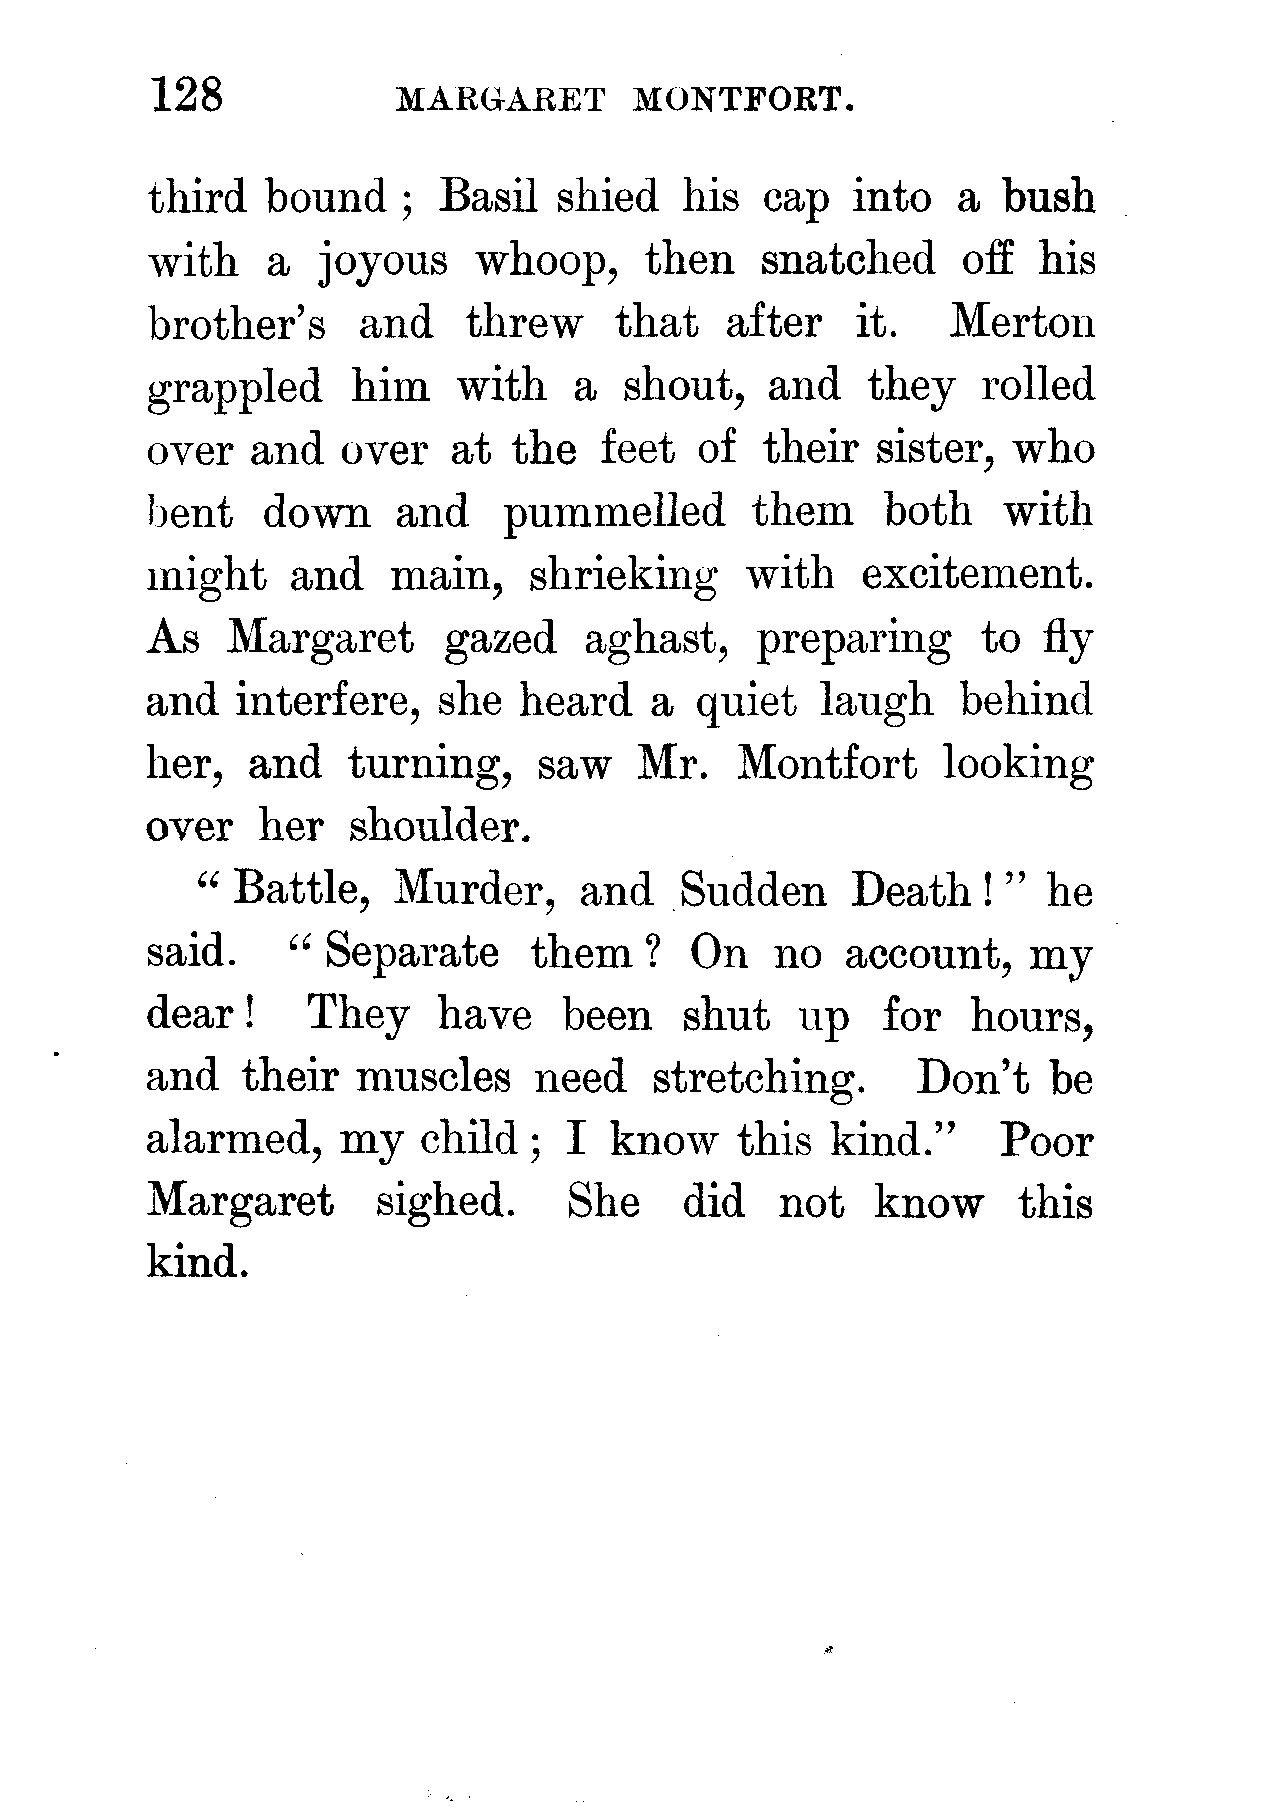 128 MARGARET MONTFORT.
third bound ; Basil shied his cap into a bush
with a joyous whoop, then snatched off his
brother's and threw that after it. Merton
grappled him with a shout, and they rolled
over and over at the feet of their sister, who
bent down and pummelled them both with
might and main, shrieking with excitement.
As Margaret gazed aghast, preparing to fly
and interfere, she heard a quiet laugh behind
her, and turning, saw Mr. Montfort looking
over her shoulder.
“ Battle, Murder, and Sudden Death ! ” he
said. “ Separate them ? On no account, my
dear ! They have been shut up for hours,
and their muscles need stretching. Don't be
alarmed, my child ; I know this kind.” Poor
Margaret sighed. She did not know this
kind.